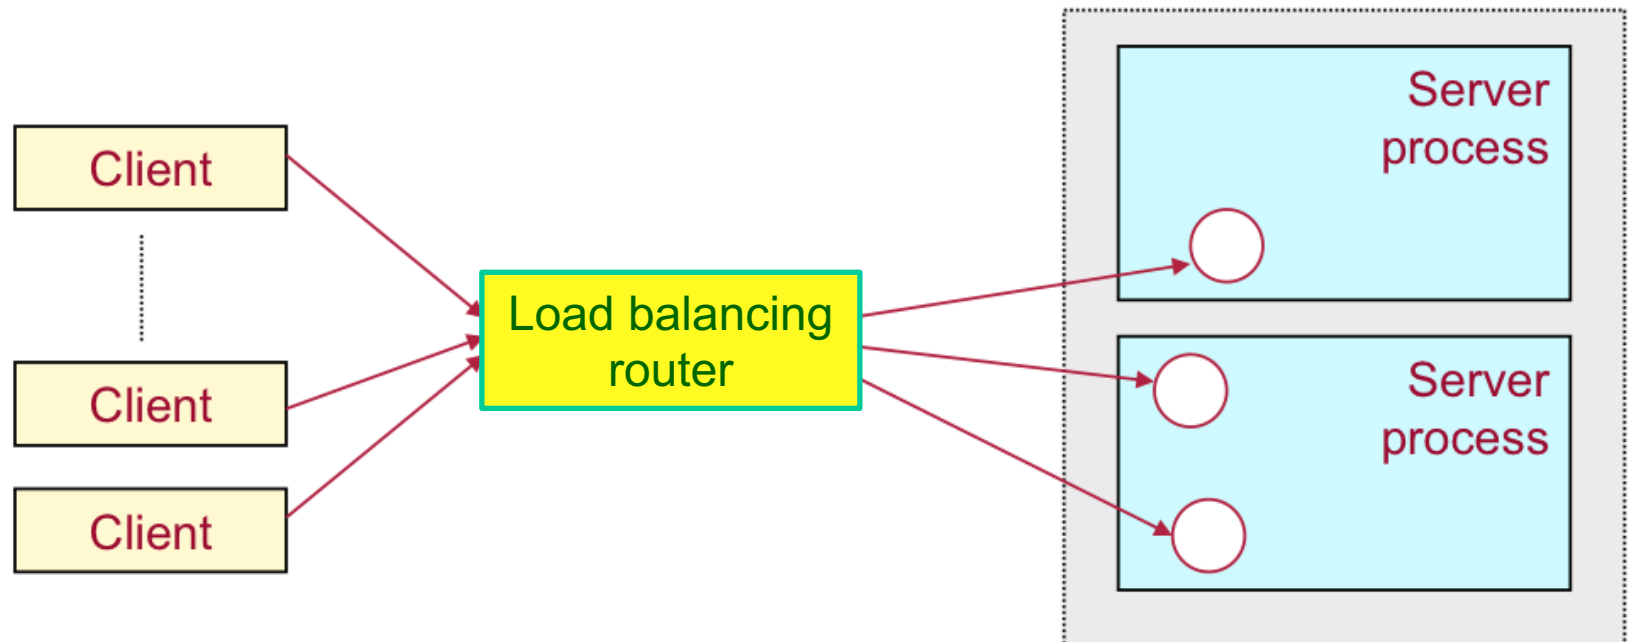 Client
Client
Client
Load balancing
router
Server
process
Server
process